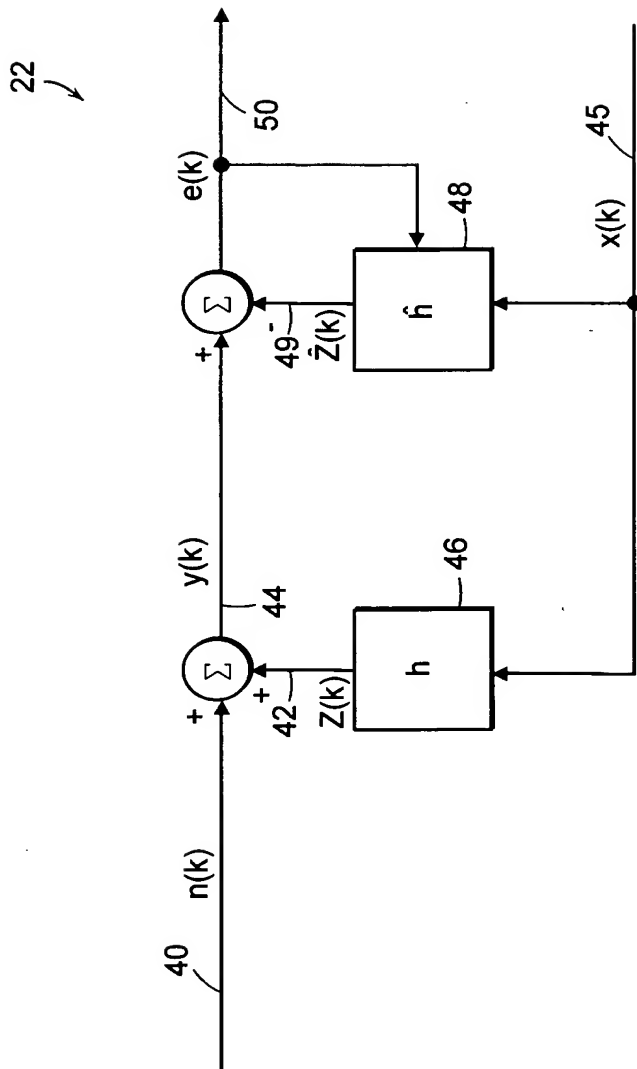 22
40
n(k)
+
Σ
+
42
Z(k)
h
46
y(k)
44
+
Σ
-
49
Ẑ(k)
ĥ
48
e(k)
50
x(k)
45